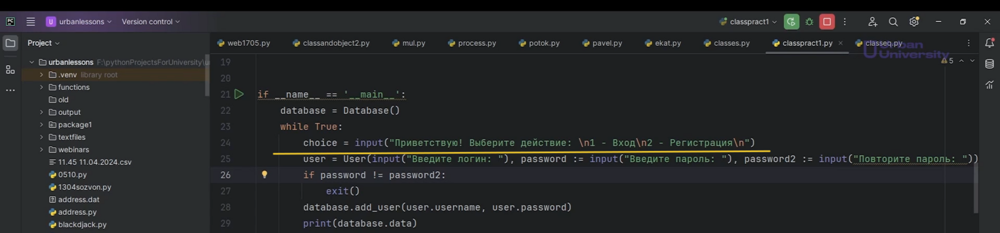 PC
U urbanlessons
Version control
classpract1
Project
web1705.py
classandobject2.py
mul.py
process.py
potok.py
pavel.py
ekat.py
classes.py
classpract1.py
classeq.py
Urban
University
5
urbanlessons F:\pythonProjectsForUniversity\ur
.venv library root
functions
old
output
package1
textfiles
webinars
11.45 11.04.2024.csv
0510.py
1304sozvon.py
address.dat
address.py
blackdjack.py
19
20
21 if __name__ == '__main__':
22 database = Database()
23 while True:
24 choice = input("Приветствую! Выберите действие: \n1 - Вход\n2 - Регистрация\n")
25 user = User(input("Введите логин: "), password := input("Введите пароль: "), password2 := input("Повторите пароль: "))
26 if password != password2:
27 exit()
28 database.add_user(user.username, user.password)
29 print(database.data)